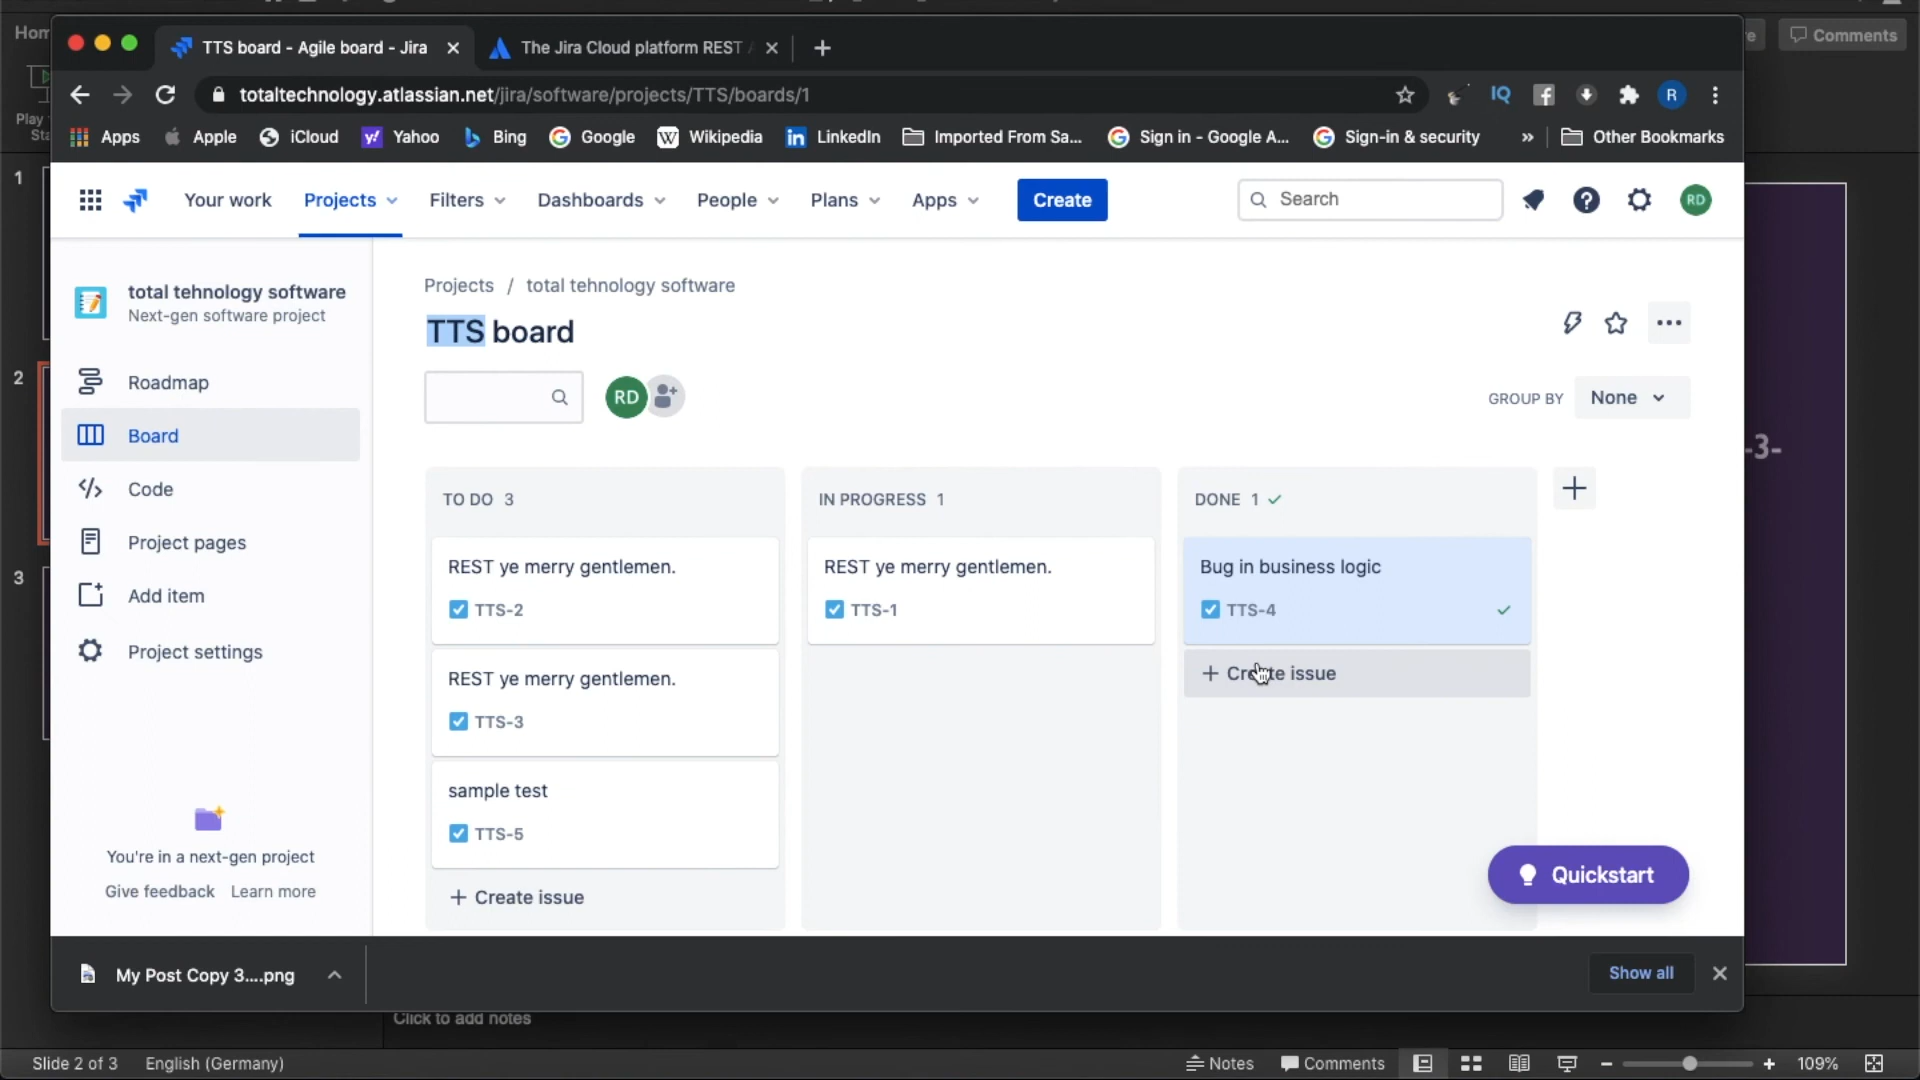 Hom
TTS board - Agile board - Jira
The Jira Cloud platform REST
Comments
totaltechnology.atlassian.net/jira/software/projects/TTS/boards/1
IQ
R
Play
Sta
Apps
Apple
iCloud
Yahoo
Bing
Google
Wikipedia
LinkedIn
Imported From Sa...
Sign in - Google A...
Sign-in & security
»
Other Bookmarks
1
Your work
Projects
Filters
Dashboards
People
Plans
Apps
Create
Search
RD
total tehnology software
Next-gen software project
Projects / total tehnology software
TTS board
2
Roadmap
RD
GROUP BY
None
Board
-3-
Code
TO DO 3
IN PROGRESS 1
DONE 1
Project pages
REST ye merry gentlemen.
TTS-2
REST ye merry gentlemen.
TTS-1
Bug in business logic
TTS-4
3
Add item
Project settings
REST ye merry gentlemen.
TTS-3
+ Create issue
sample test
TTS-5
You're in a next-gen project
Give feedback
Learn more
+ Create issue
Quickstart
My Post Copy 3....png
Show all
Click to add notes
Slide 2 of 3
English (Germany)
Notes
Comments
109%